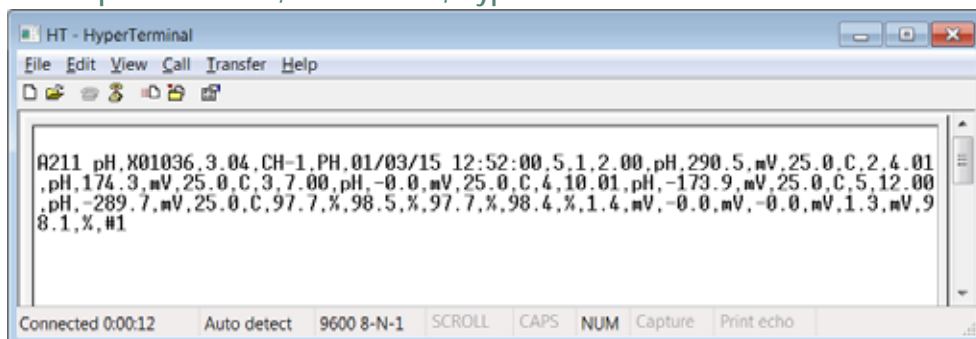 HT - HyperTerminal
File Edit View Call Transfer Help
A211 pH,X01036,3.04,CH-1,PH,01/03/15 12:52:00,5,1,2.00,pH,290.5,mV,25.0,C,2,4.01
,pH,174.3,mV,25.0,C,3,7.00,pH,-0.0,mV,25.0,C,4,10.01,pH,-173.9,mV,25.0,C,5,12.00
,pH,-289.7,mV,25.0,C,97.7,%,98.5,%,97.7,%,98.4,%,1.4,mV,-0.0,mV,-0.0,mV,1.3,mV,9
8.1,%,#1
Connected 0:00:12 Auto detect 9600 8-N-1 SCROLL CAPS NUM Capture Print echo